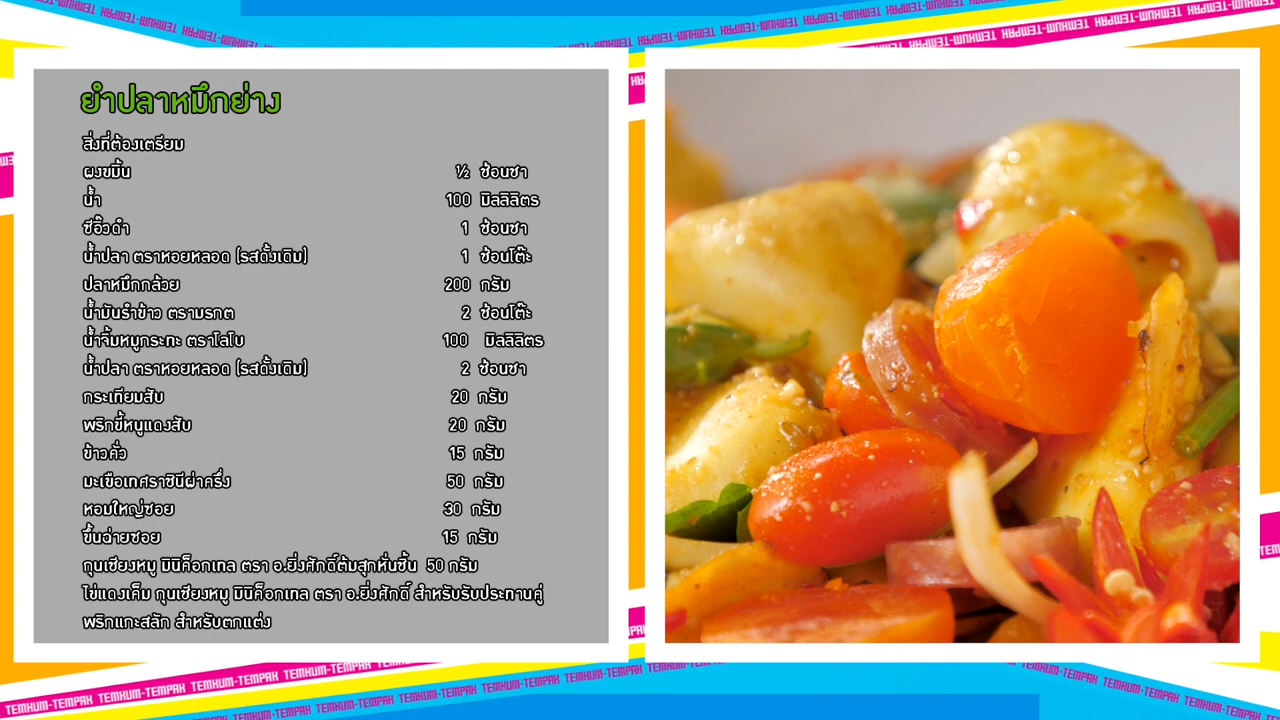 ยำปลาหมึกย่าง
สิ่งที่ต้องเตรียม
ผงขมิ้น ½ ช้อนชา
น้ำ 100 มิลลิลิตร
ซีอิ๊วดำ 1 ช้อนชา
น้ำปลา ตราหอยหลอด (รสดั้งเดิม) 1 ช้อนโต๊ะ
ปลาหมึกกล้วย 200 กรัม
น้ำมันรำข้าว ตรามรกต 2 ช้อนโต๊ะ
น้ำจิ้มหมูกระทะ ตราโลโบ 100 มิลลิลิตร
น้ำปลา ตราหอยหลอด (รสดั้งเดิม) 2 ช้อนชา
กระเทียมสับ 20 กรัม
พริกขี้หนูแดงสับ 20 กรัม
ข้าวคั่ว 15 กรัม
มะเขือเทศราชินีผ่าครึ่ง 50 กรัม
หอมใหญ่ซอย 30 กรัม
ขึ้นฉ่ายซอย 15 กรัม
กุนเชียงหมู มินิค็อกเทล ตรา อ.ยิ่งศักดิ์ต้มสุกหั่นชิ้น 50 กรัม
ไข่แดงเค็ม กุนเชียงหมู มินิค็อกเทล ตรา อ.ยิ่งศักดิ์ สำหรับรับประทานคู่
พริกแกะสลัก สำหรับตกแต่ง
TEMKUM-TEMPAK TEMKUM-TEMPAK TEMKUM-TEMPAK TEMKUM-TEMPAK